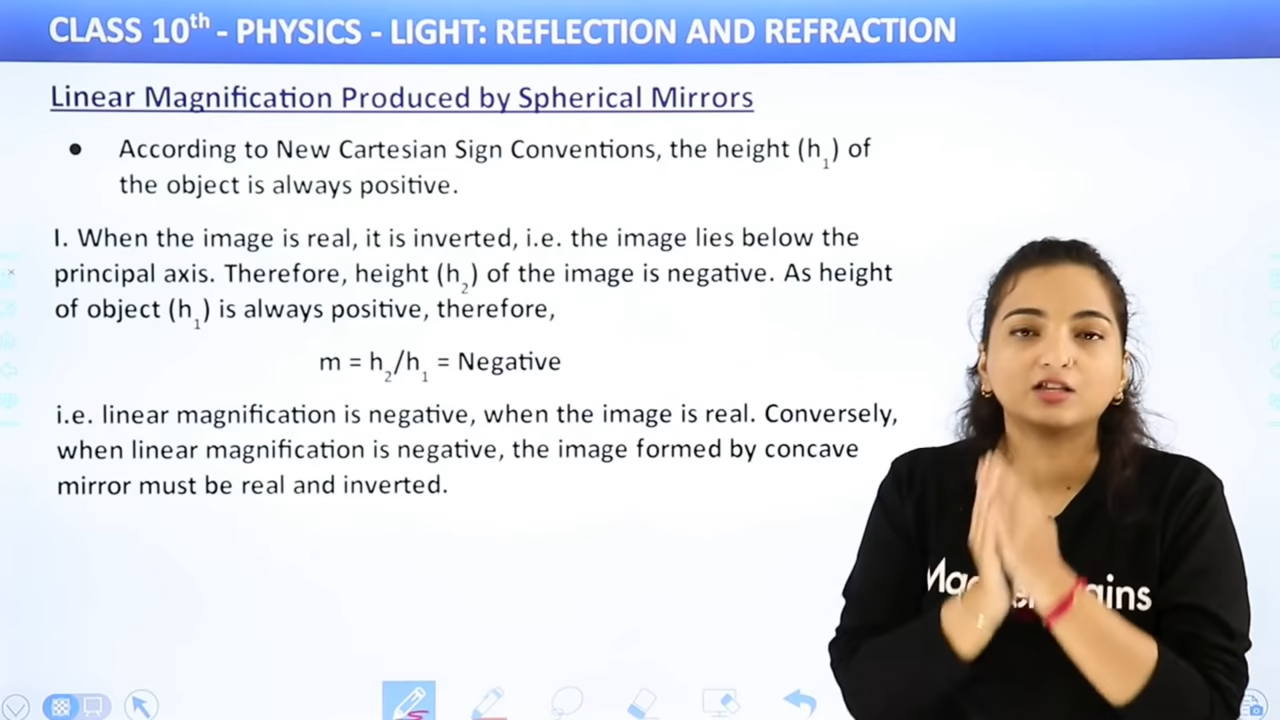 CLASS 10th - PHYSICS - LIGHT: REFLECTION AND REFRACTION
Linear Magnification Produced by Spherical Mirrors
• According to New Cartesian Sign Conventions, the height (h₁) of
the object is always positive.
I. When the image is real, it is inverted, i.e. the image lies below the
principal axis. Therefore, height (h₂) of the image is negative. As height
of object (h₁) is always positive, therefore,
m = h₂/h₁ = Negative
i.e. linear magnification is negative, when the image is real. Conversely,
when linear magnification is negative, the image formed by concave
mirror must be real and inverted.